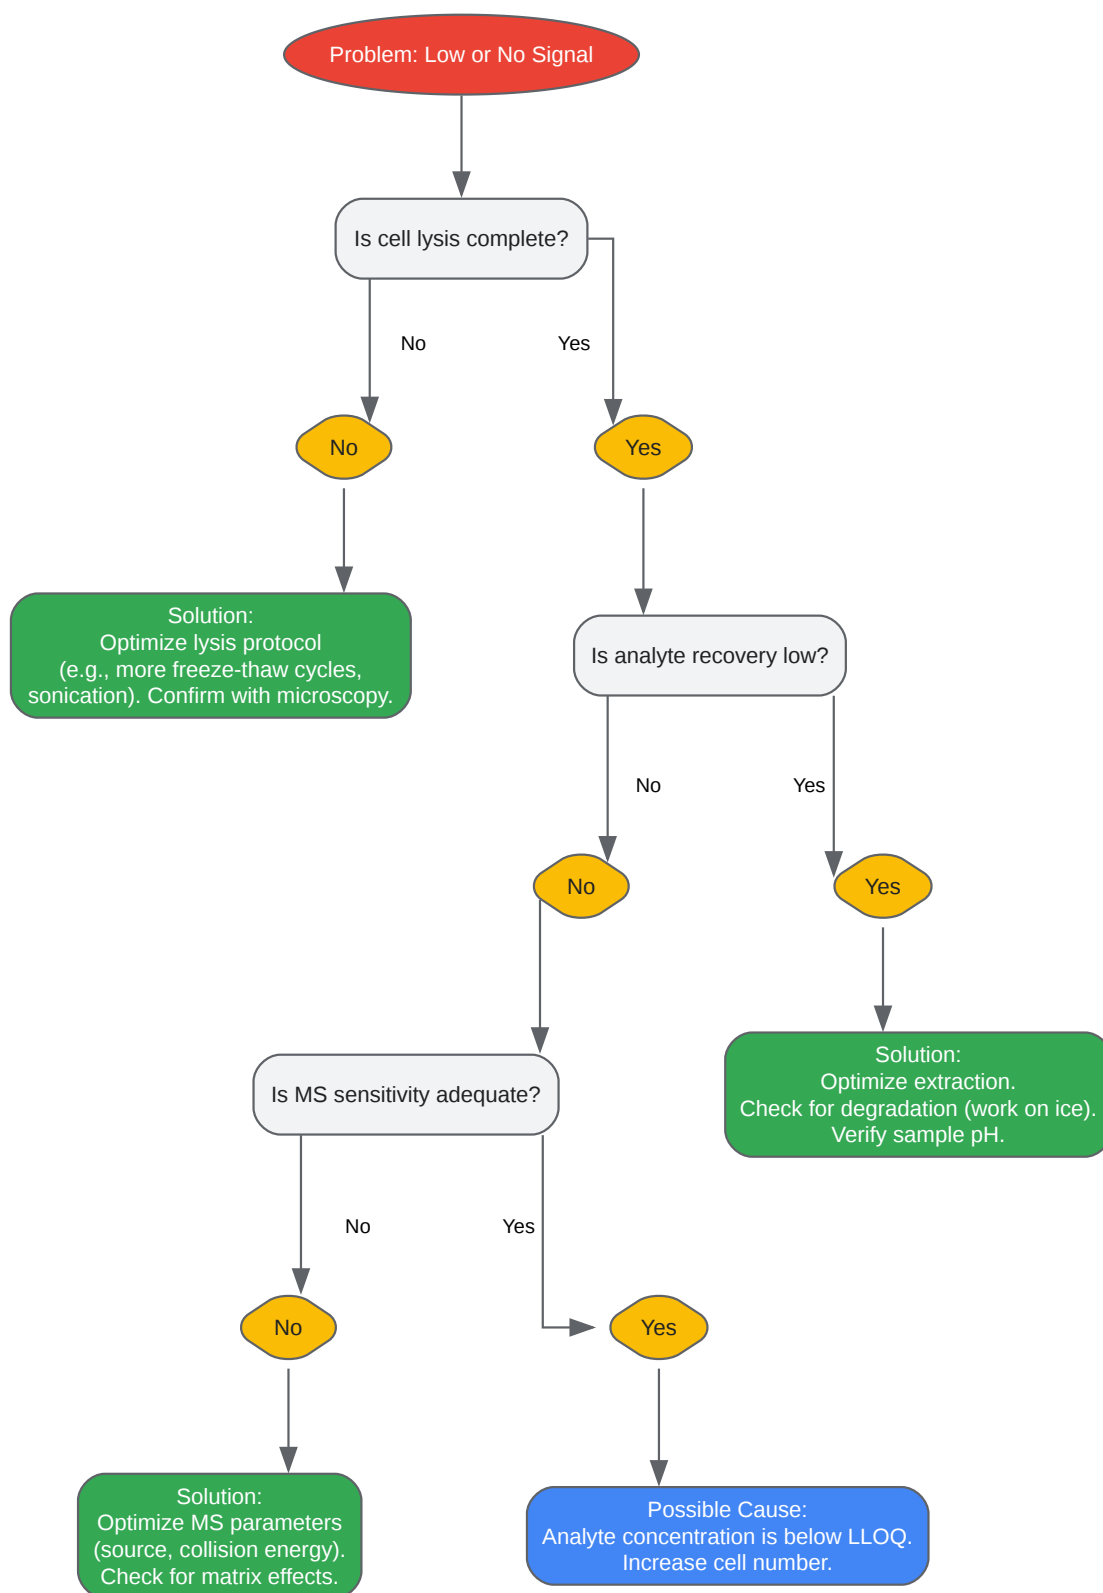 Problem: Low or No Signal
Is cell lysis complete?
No
Yes
No
Yes
Solution:
Optimize lysis protocol
(e.g., more freeze-thaw cycles,
sonication). Confirm with microscopy.
Is analyte recovery low?
No
Yes
No
Yes
Solution:
Optimize extraction.
Check for degradation (work on ice).
Verify sample pH.
Is MS sensitivity adequate?
No
Yes
No
Yes
Solution:
Optimize MS parameters
(source, collision energy).
Check for matrix effects.
Possible Cause:
Analyte concentration is below LLOQ.
Increase cell number.